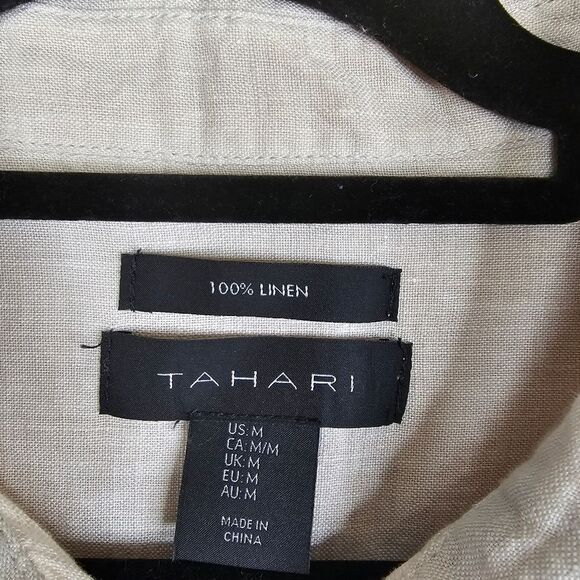 100% LINEN
TAHARI
US: M
CA: M/M
UK: M
EU: M
AU: M
MADE IN
CHINA